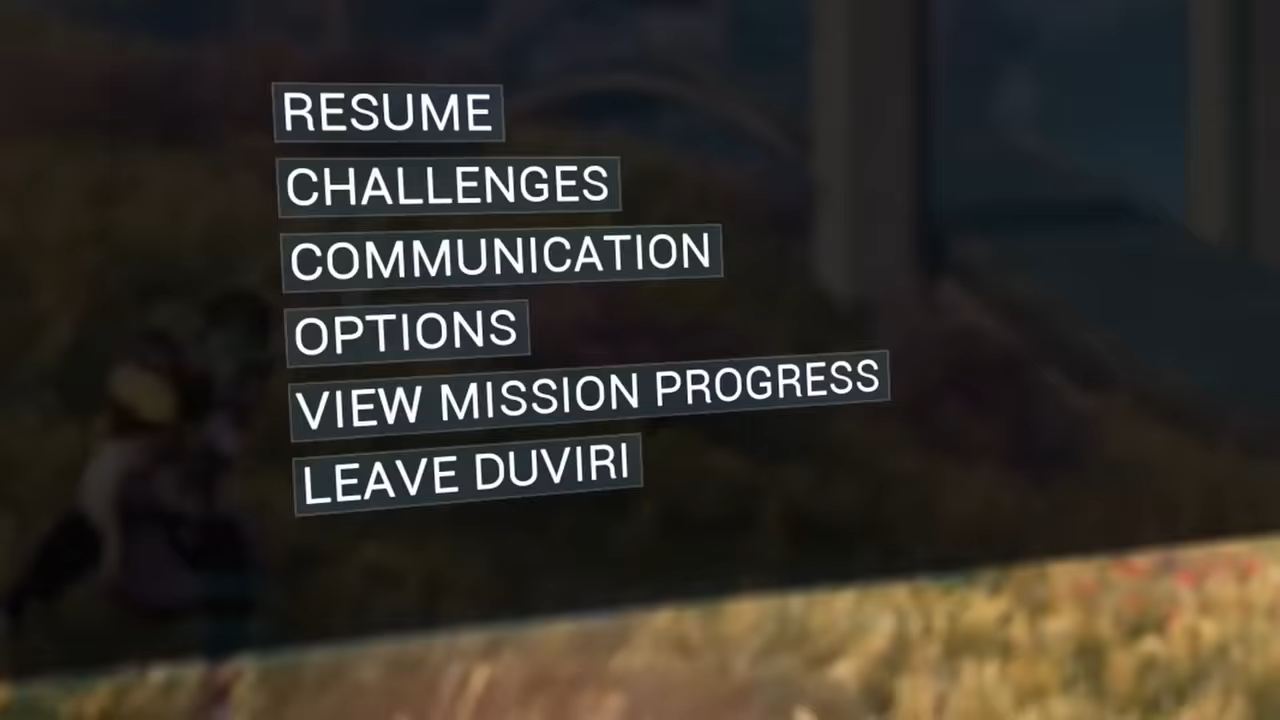 RESUME
CHALLENGES
COMMUNICATION
OPTIONS
VIEW MISSION PROGRESS
LEAVE DUVIRI